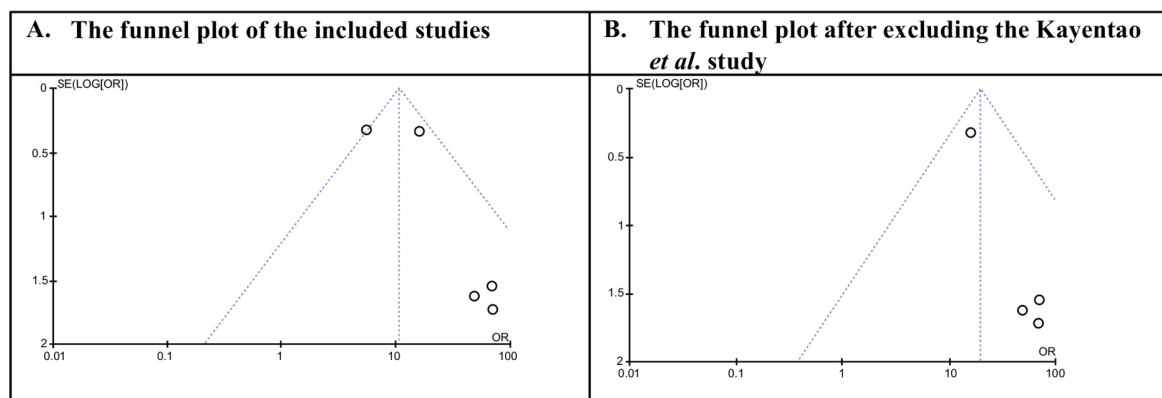 A. The funnel plot of the included studies
B. The funnel plot after excluding the Kayentao
et al. study
SE(LOG[OR])
0
0.5
1
1.5
2
OR
0.01
0.1
1
10
100
SE(LOG[OR])
0
0.5
1
1.5
2
OR
0.01
0.1
1
10
100